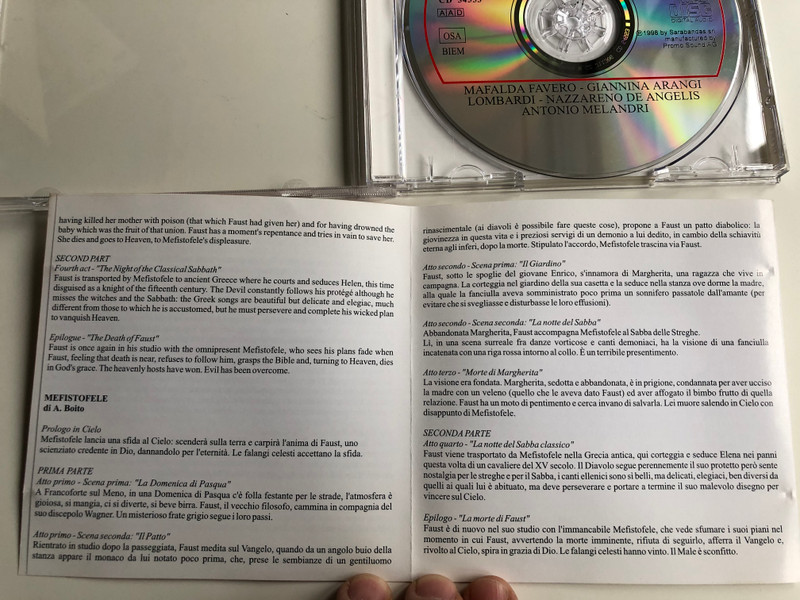 AAD
OSA
BIEM
DIGITAL AUDIO
℗1998 by Sarabandas srl
manufactured by
Promo Sound AG
MAFALDA FAVERO - GIANNINA ARANGI
LOMBARDI - NAZZARENO DE ANGELIS
ANTONIO MELANDRI
having killed her mother with poison (that which Faust had given her) and for having drowned the
baby which was the fruit of that union. Faust has a moment's repentance and tries in vain to save her.
She dies and goes to Heaven, to Mefistofele's displeasure.
SECOND PART
Fourth act - "The Night of the Classical Sabbath"
Faust is transported by Mefistofele to ancient Greece where he courts and seduces Helen, this time
disguised as a knight of the fifteenth century. The Devil constantly follows his protégé although he
misses the witches and the Sabbath: the Greek songs are beautiful but delicate and elegiac, much
different from those to which he is accustomed, but he must persevere and complete his wicked plan
to vanquish Heaven.
Epilogue - "The Death of Faust"
Faust is once again in his studio with the omnipresent Mefistofele, who sees his plans fade when
Faust, feeling that death is near, refuses to follow him, grasps the Bible and, turning to Heaven, dies
in God's grace. The heavenly hosts have won. Evil has been overcome.
MEFISTOFELE
di A. Boito
Prologo in Cielo
Mefistofele lancia una sfida al Cielo: scenderà sulla terra e carpirà l'anima di Faust, uno
scienziato credente in Dio, dannandolo per l'eternità. Le falangi celesti accettano la sfida.
PRIMA PARTE
Atto primo - Scena prima: "La Domenica di Pasqua"
A Francoforte sul Meno, in una Domenica di Pasqua c'è folla festante per le strade, l'atmosfera è
gioiosa, si mangia, ci si diverte, si beve birra. Faust, il vecchio filosofo, cammina in compagnia del
suo discepolo Wagner. Un misterioso frate grigio segue i loro passi.
Atto primo - Scena seconda: "Il Patto"
Rientrato in studio dopo la passeggiata, Faust medita sul Vangelo, quando da un angolo buio della
stanza appare il monaco da lui notato poco prima, che, prese le sembianze di un gentiluomo
rinascimentale (ai diavoli è possibile fare queste cose), propone a Faust un patto diabolico: la
giovinezza in questa vita e i preziosi servigi di un demonio a lui dedito, in cambio della schiavitù
eterna agli inferi, dopo la morte. Stipulato l'accordo, Mefistofele trascina via Faust.
Atto secondo - Scena prima: "Il Giardino"
Faust, sotto le spoglie del giovane Enrico, s'innamora di Margherita, una ragazza che vive in
campagna. La corteggia nel giardino della sua casetta e la seduce nella stanza ove dorme la madre,
alla quale la fanciulla aveva somministrato poco prima un sonnifero passatole dall'amante (per
evitare che si svegliasse e disturbasse le loro effusioni).
Atto secondo - Scena seconda: "La notte del Sabba"
Abbandonata Margherita, Faust accompagna Mefistofele al Sabba delle Streghe.
Lì, in una scena surreale fra danze vorticose e canti demoniaci, ha la visione di una fanciulla
incatenata con una riga rossa intorno al collo. È un terribile presentimento.
Atto terzo - "Morte di Margherita"
La visione era fondata. Margherita, sedotta e abbandonata, è in prigione, condannata per aver ucciso
la madre con un veleno (quello che le aveva dato Faust) ed aver affogato il bimbo frutto di quella
relazione. Faust ha un moto di pentimento e cerca invano di salvarla. Lei muore salendo in Cielo con
disappunto di Mefistofele.
SECONDA PARTE
Atto quarto - "La notte del Sabba classico"
Faust viene trasportato da Mefistofele nella Grecia antica, qui corteggia e seduce Elena nei panni
questa volta di un cavaliere del XV secolo. Il Diavolo segue perennemente il suo protetto però sente
nostalgia per le streghe e per il Sabba, i canti ellenici sono sì belli, ma delicati, elegiaci, ben diversi da
quelli ai quali lui è abituato, ma deve perseverare e portare a termine il suo malevolo disegno per
vincere sul Cielo.
Epilogo - "La morte di Faust"
Faust è di nuovo nel suo studio con l'immancabile Mefistofele, che vede sfumare i suoi piani nel
momento in cui Faust, avvertendo la morte imminente, rifiuta di seguirlo, afferra il Vangelo e,
rivolto al Cielo, spira in grazia di Dio. Le falangi celesti hanno vinto. Il Male è sconfitto.